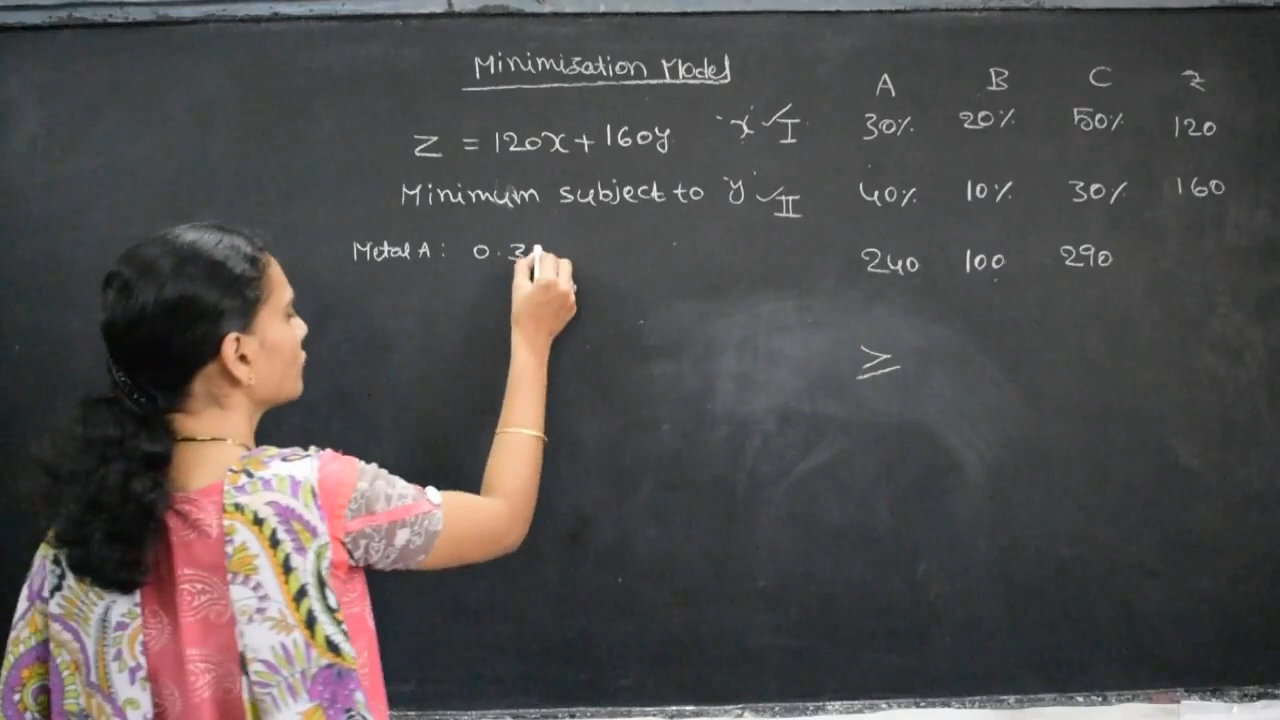 Minimisation Model
A B C Z
Z = 120x + 160y 'x' ✓ I 30% 20% 50% 120
Minimum subject to 'y' ✓ II 40% 10% 30% 160
Metal A : 0.3
240 100 290
≥